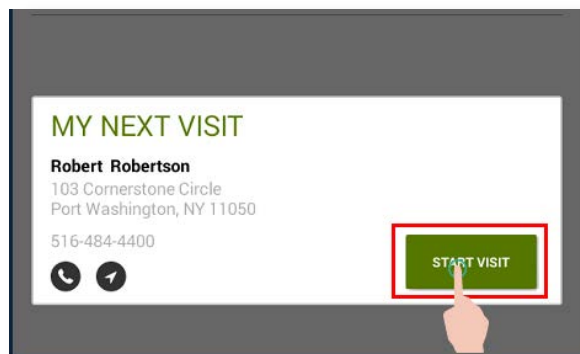 MY NEXT VISIT
Robert Robertson
103 Cornerstone Circle
Port Washington, NY 11050
516-484-4400
START VISIT